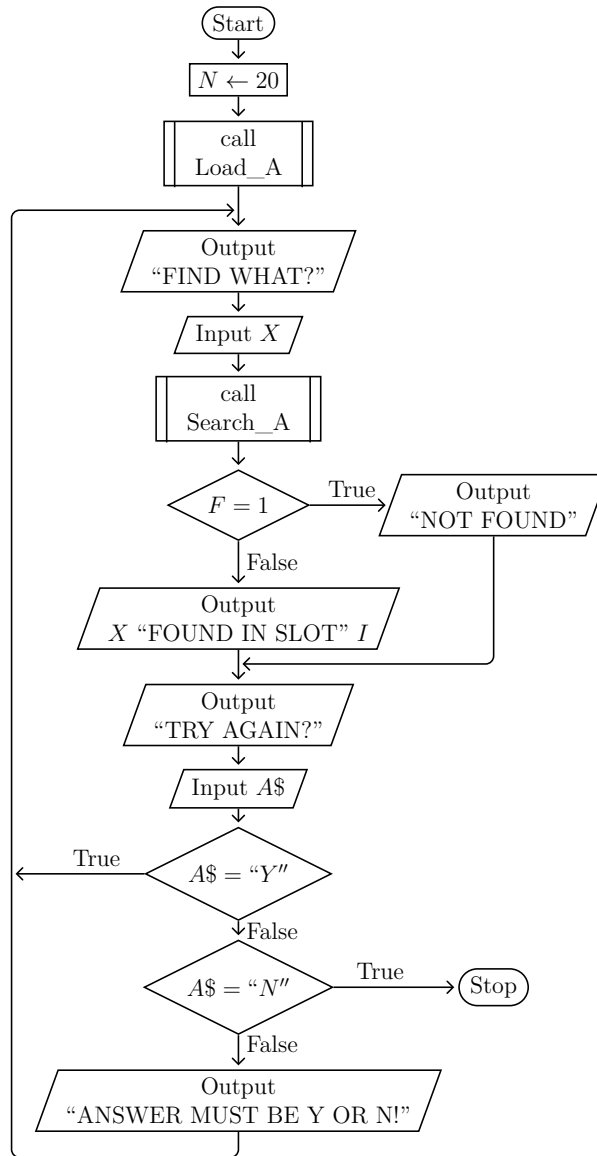 Start
N ← 20
call
Load_A
Output
“FIND WHAT?”
Input X
call
Search_A
F = 1
True
Output
“NOT FOUND”
False
Output
X “FOUND IN SLOT” I
Output
“TRY AGAIN?”
Input A$
True
A$ = “Y”
False
A$ = “N”
True
Stop
False
Output
“ANSWER MUST BE Y OR N!”